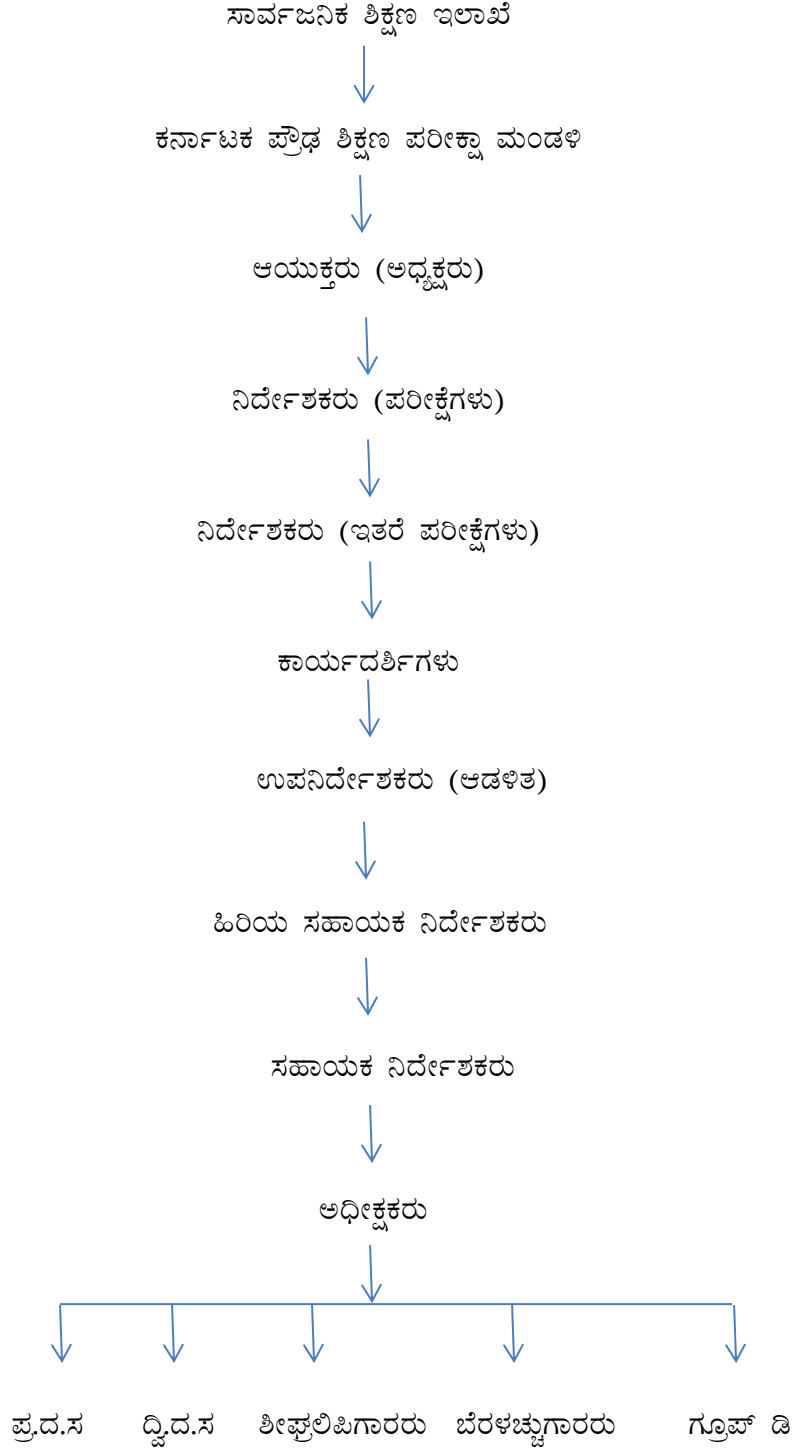 ಸಾರ್ವಜನಿಕ ಶಿಕ್ಷಣ ಇಲಾಖೆ
ಕರ್ನಾಟಕ ಪ್ರೌಢ ಶಿಕ್ಷಣ ಪರೀಕ್ಷಾ ಮಂಡಳಿ
ಆಯುಕ್ತರು (ಅಧ್ಯಕ್ಷರು)
ನಿರ್ದೇಶಕರು (ಪರೀಕ್ಷೆಗಳು)
ನಿರ್ದೇಶಕರು (ಇತರೆ ಪರೀಕ್ಷೆಗಳು)
ಕಾರ್ಯದರ್ಶಿಗಳು
ಉಪನಿರ್ದೇಶಕರು (ಆಡಳಿತ)
ಹಿರಿಯ ಸಹಾಯಕ ನಿರ್ದೇಶಕರು
ಸಹಾಯಕ ನಿರ್ದೇಶಕರು
ಅಧೀಕ್ಷಕರು
ಪ್ರ.ದ.ಸ ದ್ವಿ.ದ.ಸ ಶೀಘ್ರಲಿಪಿಗಾರರು ಬೆರಳಚ್ಚುಗಾರರು ಗ್ರೂಪ್ ಡಿ